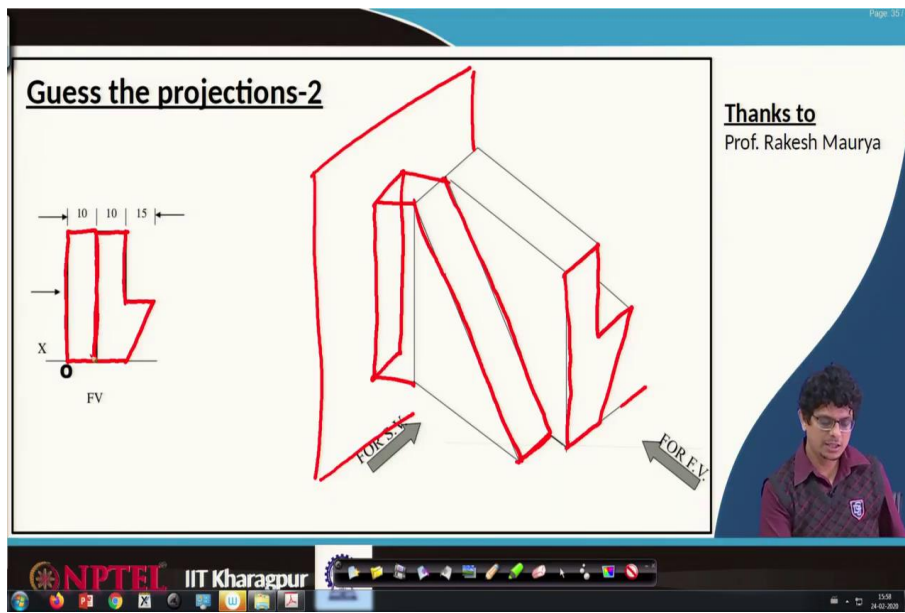 Page: 35 /
Guess the projections-2
Thanks to
Prof. Rakesh Maurya
10 10 15
X
O
FV
FOR S.V.
FOR F.V.
NPTEL IIT Kharagpur
15:58
24-02-2020